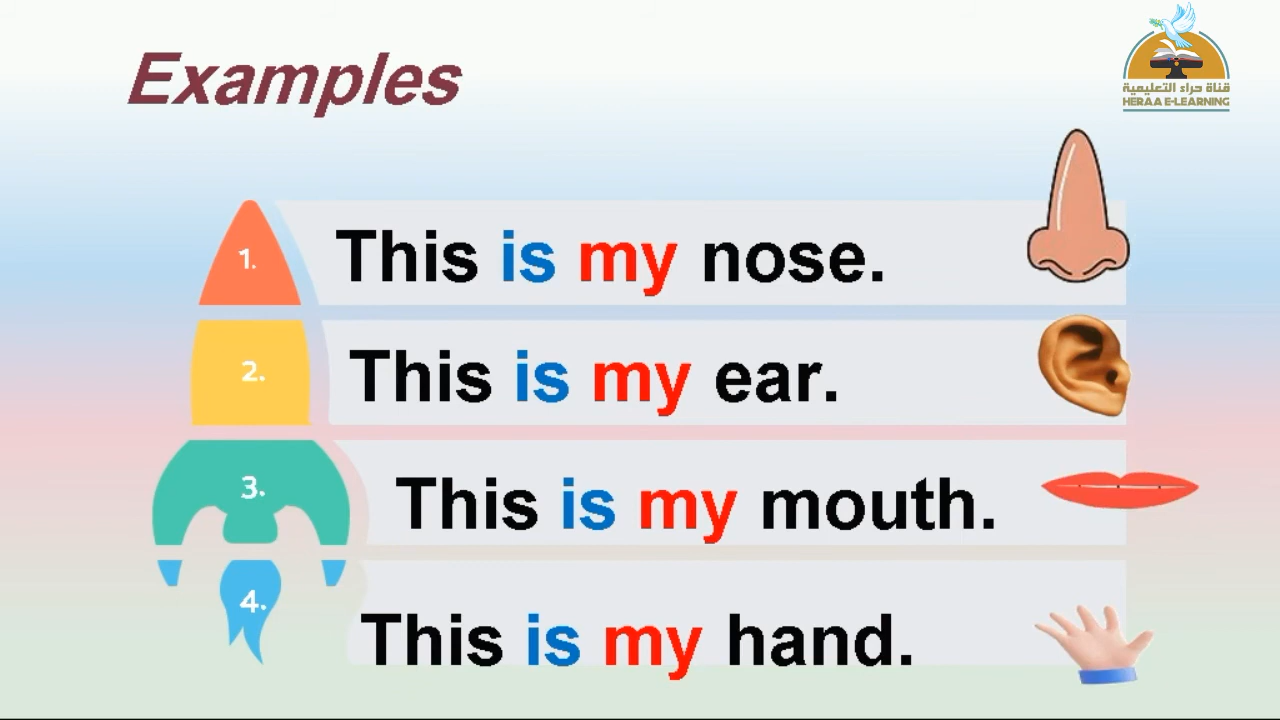 Examples
قناة حراء التعليمية
HERAA E-LEARNING
1. This is my nose.
2. This is my ear.
3. This is my mouth.
4. This is my hand.